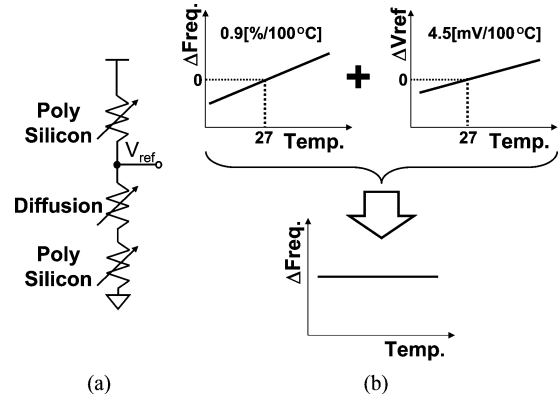 Poly
Silicon
Vref
Diffusion
Poly
Silicon
(a)
ΔFreq.
0.9[%/100°C]
0
27
Temp.
+
ΔVref
4.5[mV/100°C]
0
27
Temp.
ΔFreq.
Temp.
(b)